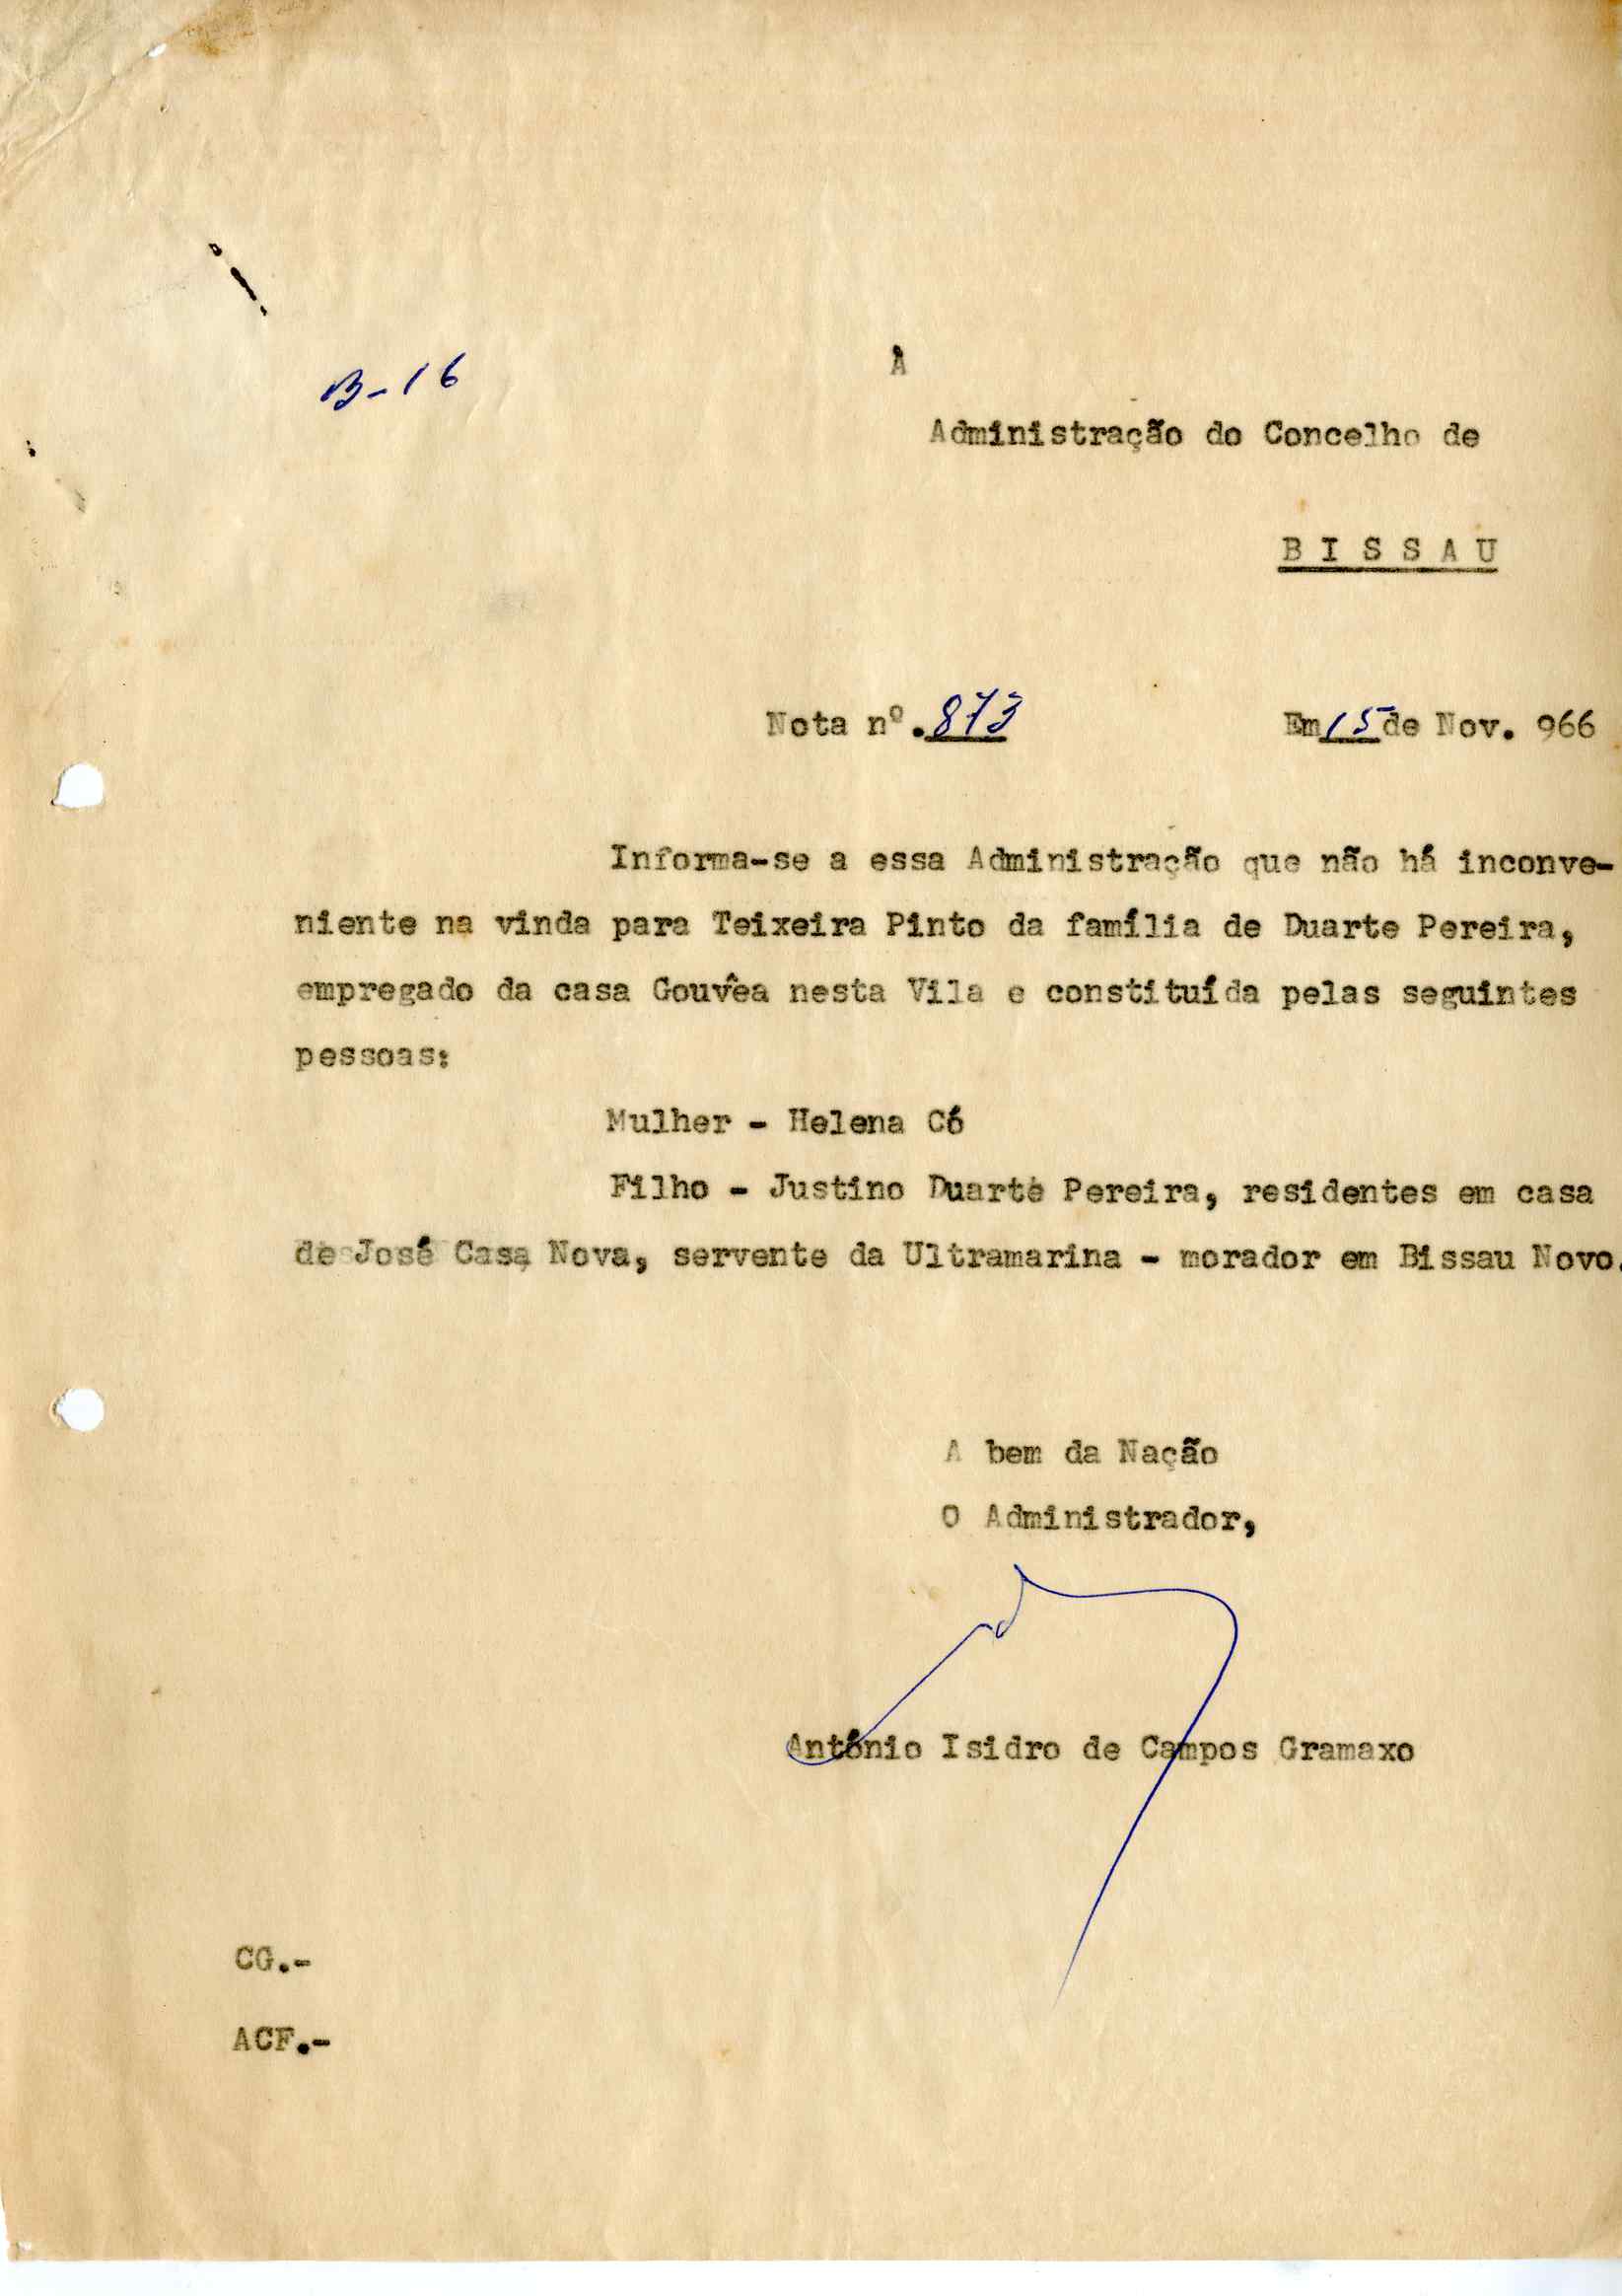 B-16
À
Administração do Concelho de
BISSAU
Nota nº.873 Em 15 de Nov. 966
Informa-se a essa Administração que não há inconve-
niente na vinda para Teixeira Pinto da família de Duarte Pereira,
empregado da casa Gouvêa nesta Vila e constituída pelas seguintes
pessoas:
Mulher - Helena Có
Filho - Justino Duarte Pereira, residentes em casa
de José Casa Nova, servente da Ultramarina - morador em Bissau Novo.
A bem da Nação
O Administrador,
António Isidro de Campos Gramaxo
CG.-
ACF.-